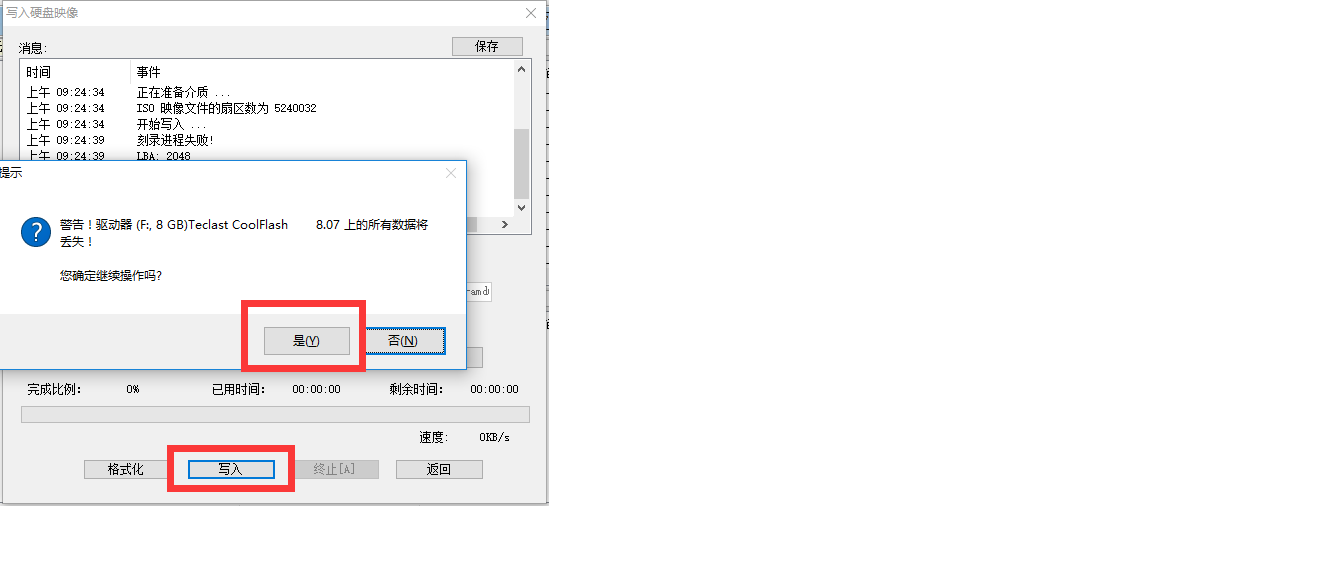 写入硬盘映像
消息:
保存
时间 事件
上午 09:24:34 正在准备介质 ...
上午 09:24:34 ISO 映像文件的扇区数为 5240032
上午 09:24:34 开始写入 ...
上午 09:24:39 刻录进程失败!
上午 09:24:39 LBA: 2048
提示
警告！驱动器 (F:, 8 GB)Teclast CoolFlash 8.07 上的所有数据将
丢失！
您确定继续操作吗?
是(Y) 否(N)
完成比例: 0% 已用时间: 00:00:00 剩余时间: 00:00:00
速度: 0KB/s
格式化 写入 终止[A] 返回